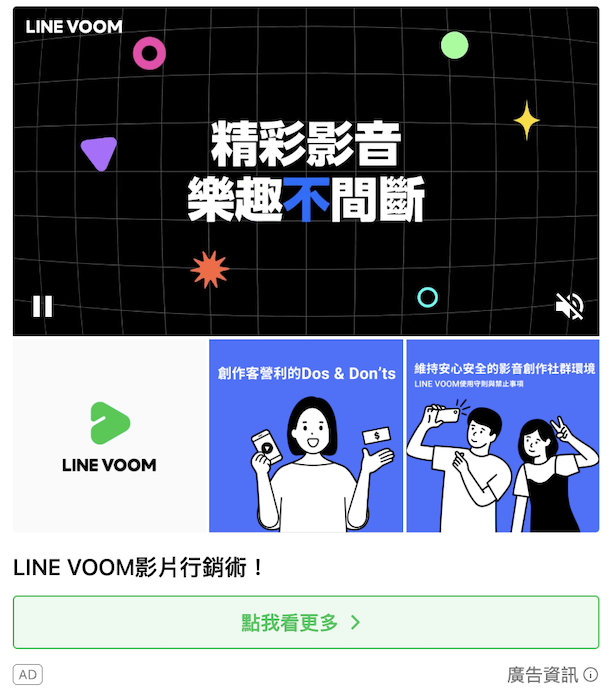 LINE VOOM
精彩影音
樂趣不間斷
LINE VOOM
創作客營利的Dos & Don'ts
$
維持安心安全的影音創作社群環境
LINE VOOM使用守則與禁止事項
LINE VOOM影片行銷術！
點我看更多
AD
廣告資訊